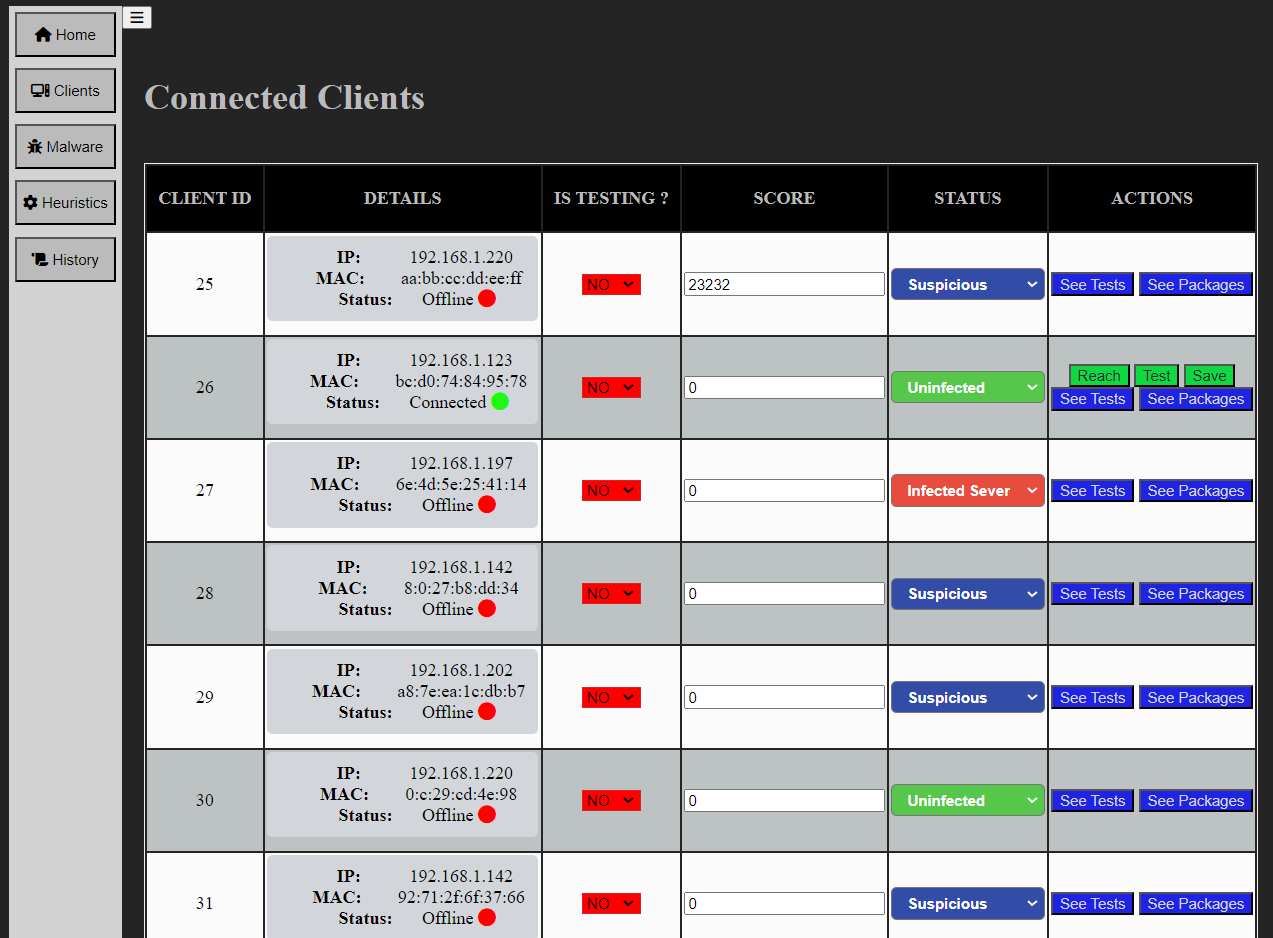 Home
Clients
Malware
Heuristics
History
Connected Clients
CLIENT ID DETAILS IS TESTING ? SCORE STATUS ACTIONS
25
IP: 192.168.1.220
MAC: aa:bb:cc:dd:ee:ff
Status: Offline
NO
23232
Suspicious
See Tests See Packages
26
IP: 192.168.1.123
MAC: bc:d0:74:84:95:78
Status: Connected
NO
0
Uninfected
Reach Test Save
See Tests See Packages
27
IP: 192.168.1.197
MAC: 6e:4d:5e:25:41:14
Status: Offline
NO
0
Infected Sever
See Tests See Packages
28
IP: 192.168.1.142
MAC: 8:0:27:b8:dd:34
Status: Offline
NO
0
Suspicious
See Tests See Packages
29
IP: 192.168.1.202
MAC: a8:7e:ea:1c:db:b7
Status: Offline
NO
0
Suspicious
See Tests See Packages
30
IP: 192.168.1.220
MAC: 0:c:29:cd:4e:98
Status: Offline
NO
0
Uninfected
See Tests See Packages
31
IP: 192.168.1.142
MAC: 92:71:2f:6f:37:66
Status: Offline
NO
0
Suspicious
See Tests See Packages